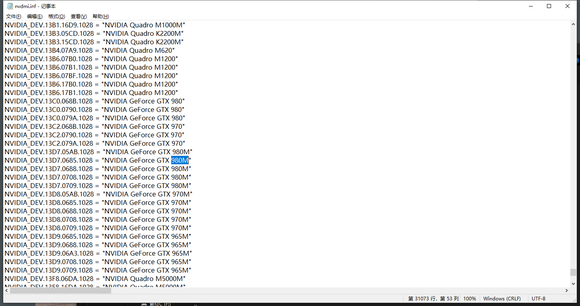 nvdmi.inf - 记事本
文件(F) 编辑(E) 格式(O) 查看(V) 帮助(H)
NVIDIA_DEV.13B1.16D9.1028 = "NVIDIA Quadro M1000M"
NVIDIA_DEV.13B3.05CD.1028 = "NVIDIA Quadro K2200M"
NVIDIA_DEV.13B3.15CD.1028 = "NVIDIA Quadro K2200M"
NVIDIA_DEV.13B4.07A9.1028 = "NVIDIA Quadro M620"
NVIDIA_DEV.13B6.07B0.1028 = "NVIDIA Quadro M1200"
NVIDIA_DEV.13B6.07B1.1028 = "NVIDIA Quadro M1200"
NVIDIA_DEV.13B6.07BF.1028 = "NVIDIA Quadro M1200"
NVIDIA_DEV.13B6.17B0.1028 = "NVIDIA Quadro M1200"
NVIDIA_DEV.13B6.17B1.1028 = "NVIDIA Quadro M1200"
NVIDIA_DEV.13C0.068B.1028 = "NVIDIA GeForce GTX 980"
NVIDIA_DEV.13C0.0790.1028 = "NVIDIA GeForce GTX 980"
NVIDIA_DEV.13C0.079A.1028 = "NVIDIA GeForce GTX 980"
NVIDIA_DEV.13C2.068B.1028 = "NVIDIA GeForce GTX 970"
NVIDIA_DEV.13C2.0790.1028 = "NVIDIA GeForce GTX 970"
NVIDIA_DEV.13C2.079A.1028 = "NVIDIA GeForce GTX 970"
NVIDIA_DEV.13D7.05AB.1028 = "NVIDIA GeForce GTX 980M"
NVIDIA_DEV.13D7.0685.1028 = "NVIDIA GeForce GTX 980M"
NVIDIA_DEV.13D7.0688.1028 = "NVIDIA GeForce GTX 980M"
NVIDIA_DEV.13D7.0708.1028 = "NVIDIA GeForce GTX 980M"
NVIDIA_DEV.13D7.0709.1028 = "NVIDIA GeForce GTX 980M"
NVIDIA_DEV.13D8.05AB.1028 = "NVIDIA GeForce GTX 970M"
NVIDIA_DEV.13D8.0685.1028 = "NVIDIA GeForce GTX 970M"
NVIDIA_DEV.13D8.0688.1028 = "NVIDIA GeForce GTX 970M"
NVIDIA_DEV.13D8.0708.1028 = "NVIDIA GeForce GTX 970M"
NVIDIA_DEV.13D8.0709.1028 = "NVIDIA GeForce GTX 970M"
NVIDIA_DEV.13D9.0685.1028 = "NVIDIA GeForce GTX 965M"
NVIDIA_DEV.13D9.0688.1028 = "NVIDIA GeForce GTX 965M"
NVIDIA_DEV.13D9.06A3.1028 = "NVIDIA GeForce GTX 965M"
NVIDIA_DEV.13D9.0708.1028 = "NVIDIA GeForce GTX 965M"
NVIDIA_DEV.13D9.0709.1028 = "NVIDIA GeForce GTX 965M"
NVIDIA_DEV.13F8.06DA.1028 = "NVIDIA Quadro M5000M"
NVIDIA_DEV.13F8.16DA.1028 = "NVIDIA Quadro M5000M"
第 31073 行，第 53 列 100% Windows (CRLF) UTF-8